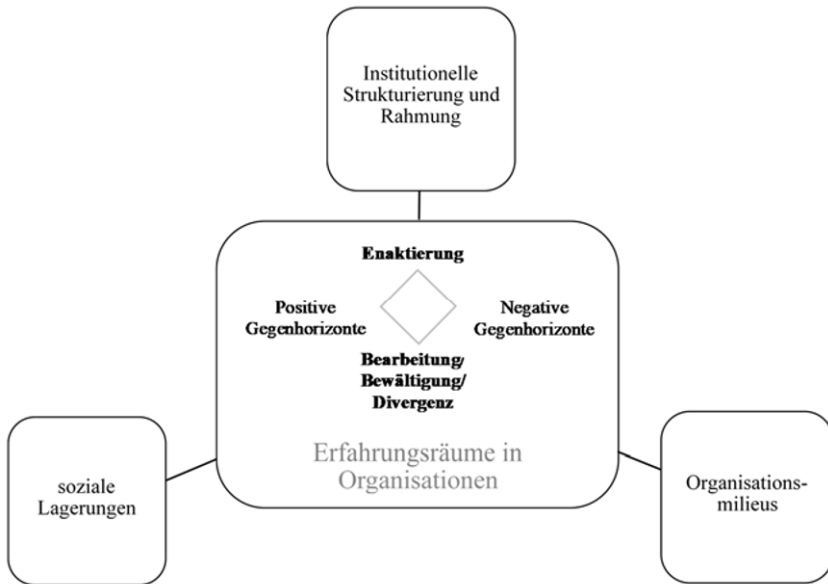 Institutionelle
Strukturierung und
Rahmung
Enaktierung
Positive
Gegenhorizonte
Negative
Gegenhorizonte
Bearbeitung/
Bewältigung/
Divergenz
Erfahrungsräume in
Organisationen
soziale
Lagerungen
Organisations-
milieus